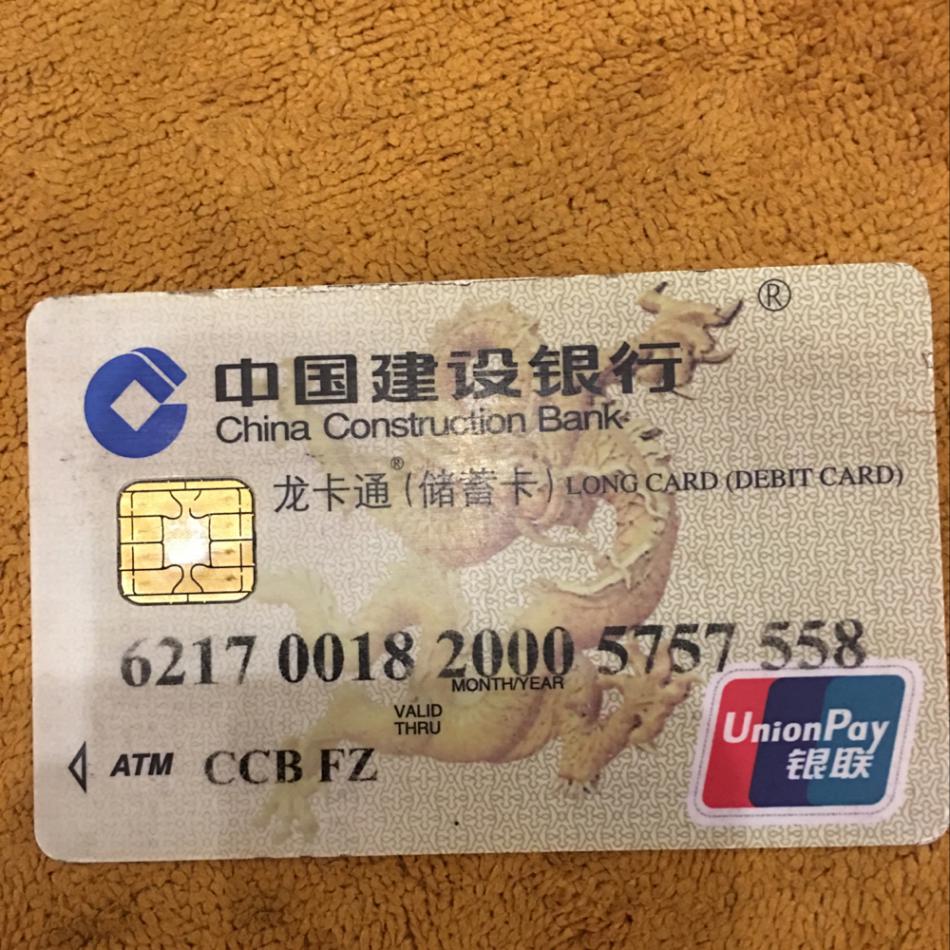 ®
中国建设银行
China Construction Bank
龙卡通®(储蓄卡) LONG CARD (DEBIT CARD)
6217 0018 2000 5757 558
MONTH/YEAR
VALID
THRU
ATM CCB FZ
UnionPay
银联